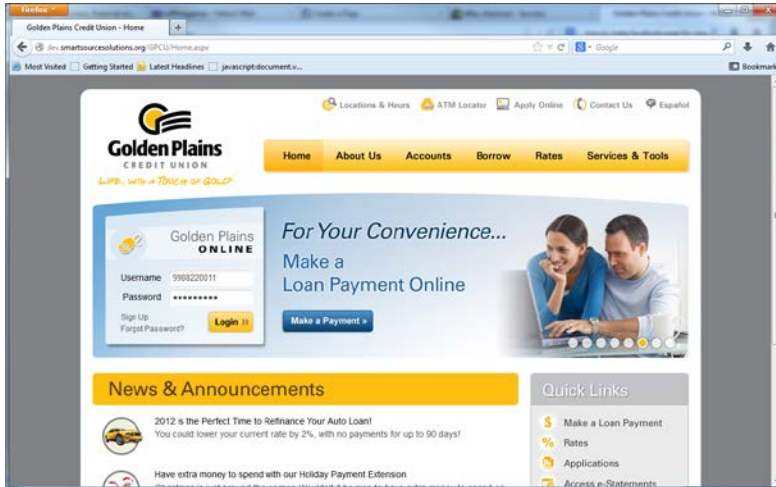 Firefox
Golden Plains Credit Union - Home
dev.smartsourcesolutions.org/GPCU/Home.aspx
Google
Most Visited
Getting Started
Latest Headlines
javascript:document.v...
Bookmark
Locations & Hours
ATM Locator
Apply Online
Contact Us
Español
Golden Plains
CREDIT UNION
LIFE, WITH A TOUCH OF GOLD
Home
About Us
Accounts
Borrow
Rates
Services & Tools
Golden Plains
ONLINE
Username 9988220011
Password •••••••••
Sign Up
Forgot Password?
Login »
For Your Convenience...
Make a
Loan Payment Online
Make a Payment »
News & Announcements
2012 is the Perfect Time to Refinance Your Auto Loan!
You could lower your current rate by 2%, with no payments for up to 90 days!
Have extra money to spend with our Holiday Payment Extension
Quick Links
Make a Loan Payment
Rates
Applications
Access e-Statements